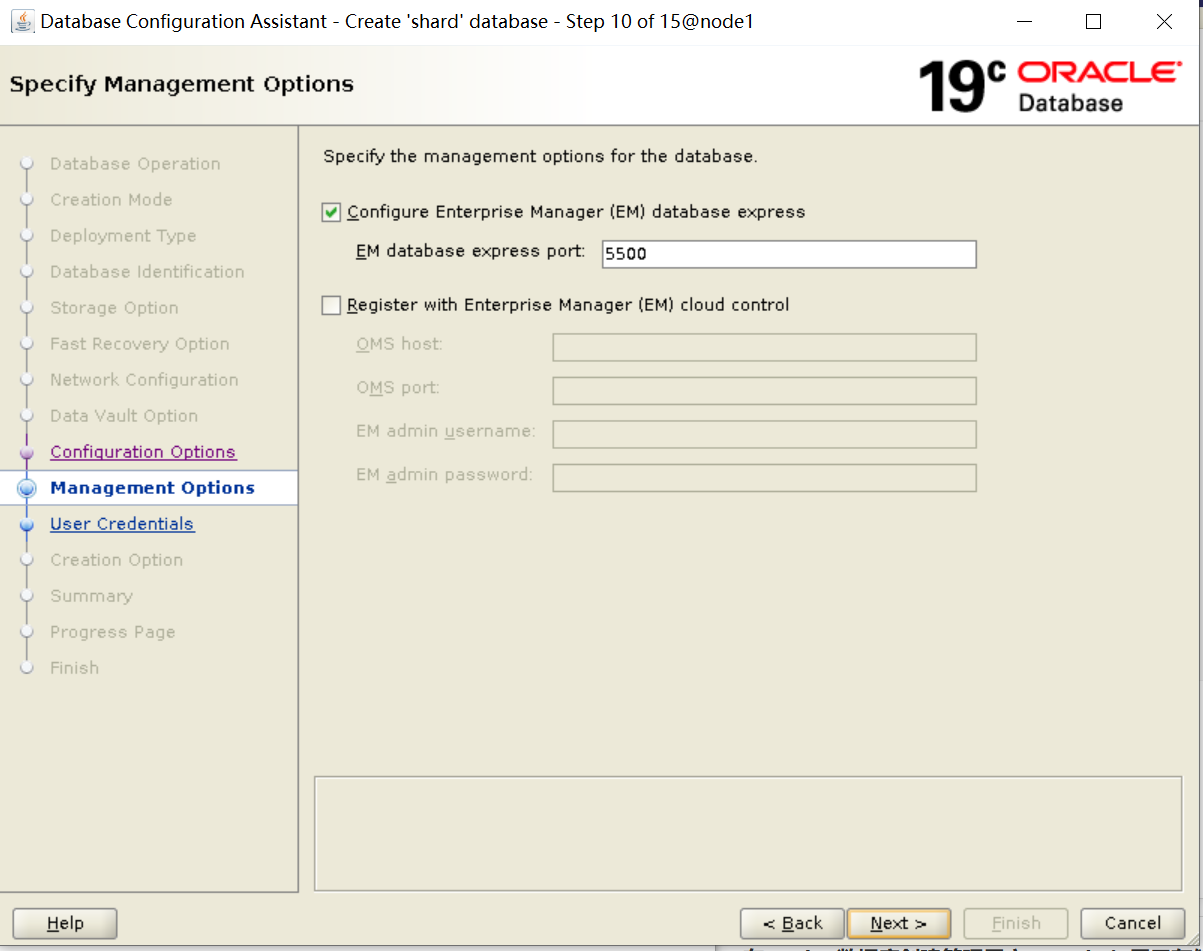 Database Configuration Assistant - Create 'shard' database - Step 10 of 15@node1
Specify Management Options
19c ORACLE
Database
Database Operation
Creation Mode
Deployment Type
Database Identification
Storage Option
Fast Recovery Option
Network Configuration
Data Vault Option
Configuration Options
Management Options
User Credentials
Creation Option
Summary
Progress Page
Finish
Specify the management options for the database.
Configure Enterprise Manager (EM) database express
EM database express port: 5500
Register with Enterprise Manager (EM) cloud control
OMS host:
OMS port:
EM admin username:
EM admin password:
Help
< Back
Next >
Finish
Cancel